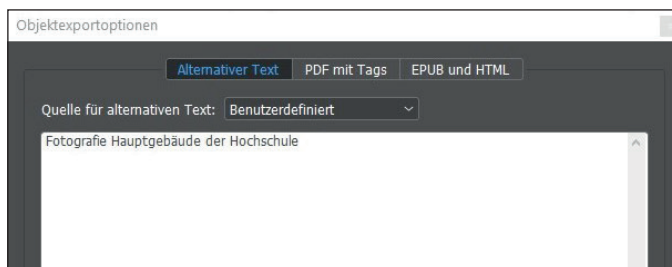 Objektexportoptionen
Alternativer Text PDF mit Tags EPUB und HTML
Quelle für alternativen Text: Benutzerdefiniert
Fotografie Hauptgebäude der Hochschule